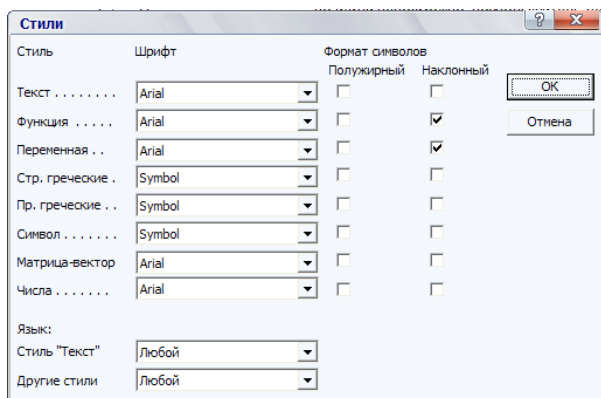 Стили
Стиль Шрифт Формат символов
Полужирный Наклонный
Текст . . . . . . . . Arial OK
Функция . . . . . Arial Отмена
Переменная . . Arial
Стр. греческие . Symbol
Пр. греческие . . Symbol
Символ . . . . . . . Symbol
Матрица-вектор Arial
Числа . . . . . . . Arial
Язык:
Стиль "Текст" Любой
Другие стили Любой